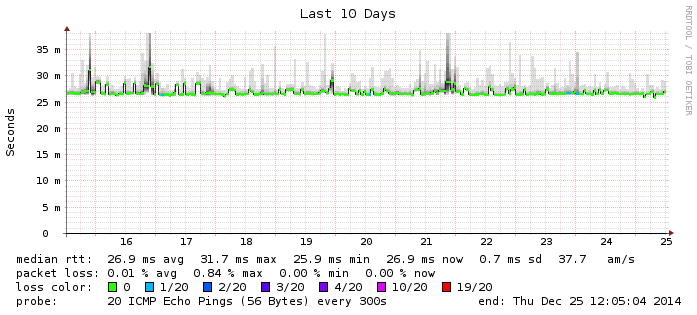 Last 10 Days
RRDTOOL / TOBI OETIKER
Seconds
35 m
30 m
25 m
20 m
15 m
10 m
5 m
0
16 17 18 19 20 21 22 23 24 25
median rtt: 26.9 ms avg 31.7 ms max 25.9 ms min 26.9 ms now 0.7 ms sd 37.7 am/s
packet loss: 0.01 % avg 0.84 % max 0.00 % min 0.00 % now
loss color: 0 1/20 2/20 3/20 4/20 10/20 19/20
probe: 20 ICMP Echo Pings (56 Bytes) every 300s end: Thu Dec 25 12:05:04 2014